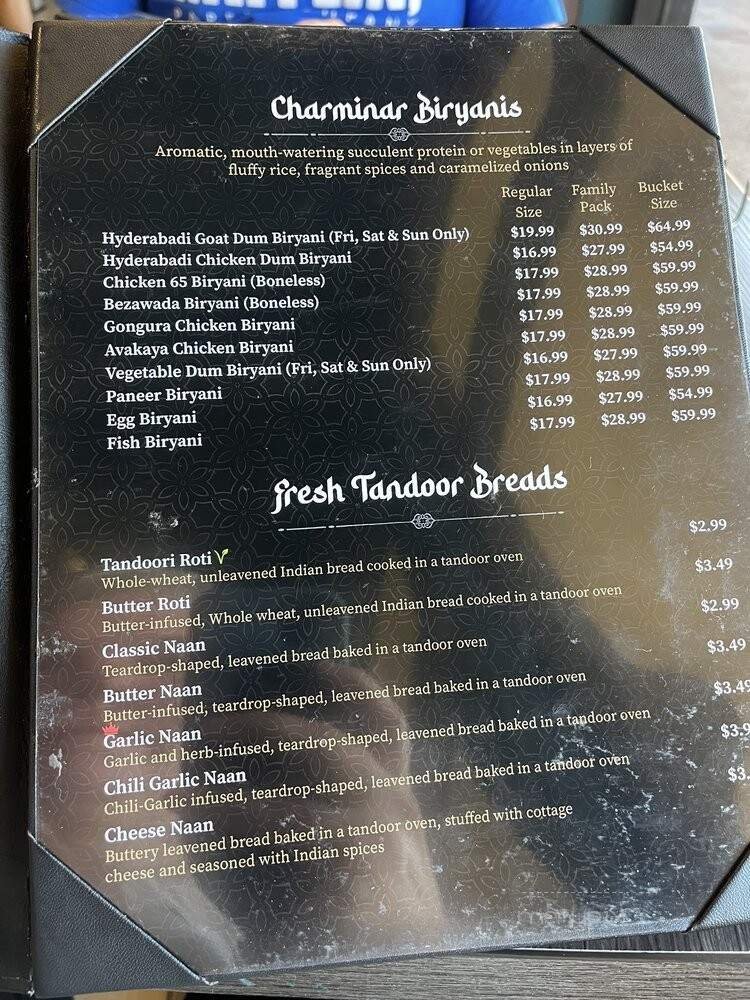 Charminar Biryanis
Aromatic, mouth-watering succulent protein or vegetables in layers of
fluffy rice, fragrant spices and caramelized onions
Regular Size Family Pack Bucket Size
Hyderabadi Goat Dum Biryani (Fri, Sat & Sun Only) $19.99 $30.99 $64.99
Hyderabadi Chicken Dum Biryani $16.99 $27.99 $54.99
Chicken 65 Biryani (Boneless) $17.99 $28.99 $59.99
Bezawada Biryani (Boneless) $17.99 $28.99 $59.99
Gongura Chicken Biryani $17.99 $28.99 $59.99
Avakaya Chicken Biryani $17.99 $28.99 $59.99
Vegetable Dum Biryani (Fri, Sat & Sun Only) $16.99 $27.99 $59.99
Paneer Biryani $17.99 $28.99 $59.99
Egg Biryani $16.99 $27.99 $54.99
Fish Biryani $17.99 $28.99 $59.99
Fresh Tandoor Breads
Tandoori Roti $2.99
Whole-wheat, unleavened Indian bread cooked in a tandoor oven
Butter Roti $3.49
Butter-infused, Whole wheat, unleavened Indian bread cooked in a tandoor oven
Classic Naan $2.99
Teardrop-shaped, leavened bread baked in a tandoor oven
Butter Naan $3.49
Butter-infused, teardrop-shaped, leavened bread baked in a tandoor oven
Garlic Naan $3.49
Garlic and herb-infused, teardrop-shaped, leavened bread baked in a tandoor oven
Chili Garlic Naan $3.9
Chili-Garlic infused, teardrop-shaped, leavened bread baked in a tandoor oven
Cheese Naan $3.
Buttery leavened bread baked in a tandoor oven, stuffed with cottage
cheese and seasoned with Indian spices